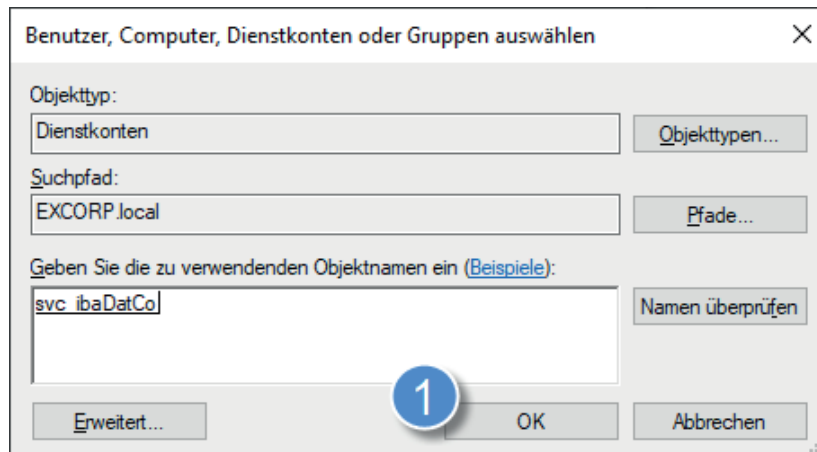 Benutzer, Computer, Dienstkonten oder Gruppen auswählen
Objekttyp:
Dienstkonten
Objekttypen...
Suchpfad:
EXCORP.local
Pfade...
Geben Sie die zu verwendenden Objektnamen ein (Beispiele):
svc_ibaDatCo
Namen überprüfen
1
Erweitert...
OK
Abbrechen